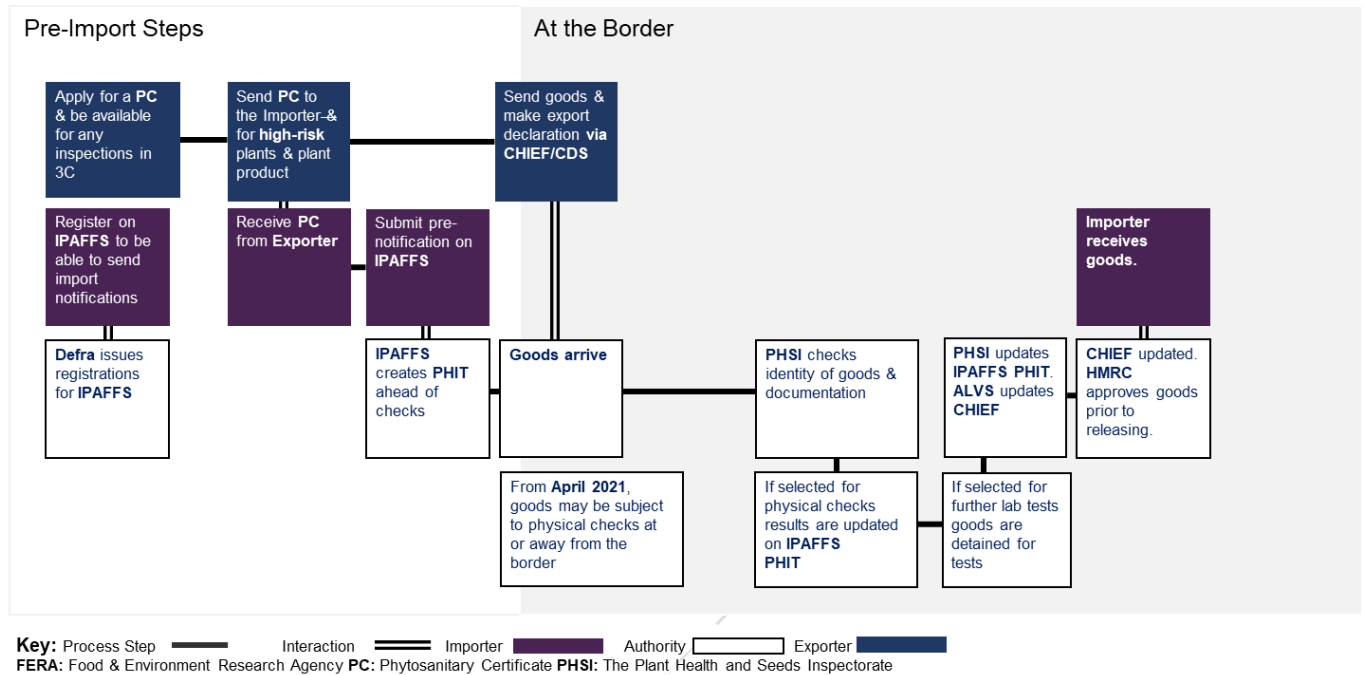 Pre-Import Steps
At the Border
Apply for a PC
& be available
for any
inspections in
3C
Send PC to
the Importer &
for high-risk
plants & plant
product
Send goods &
make export
declaration via
CHIEF/CDS
Register on
IPAFFS to be
able to send
import
notifications
Receive PC
from Exporter
Submit pre-
notification on
IPAFFS
Importer
receives
goods.
Defra issues
registrations
for IPAFFS
IPAFFS
creates PHIT
ahead of
checks
Goods arrive
PHSI checks
identity of goods &
documentation
PHSI updates
IPAFFS PHIT.
ALVS updates
CHIEF
CHIEF updated.
HMRC
approves goods
prior to
releasing.
From April 2021,
goods may be subject
to physical checks at
or away from the
border
If selected for
physical checks
results are updated
on IPAFFS
PHIT
If selected for
further lab tests
goods are
detained for
tests
Key: Process Step Interaction Importer Authority Exporter
FERA: Food & Environment Research Agency PC: Phytosanitary Certificate PHSI: The Plant Health and Seeds Inspectorate